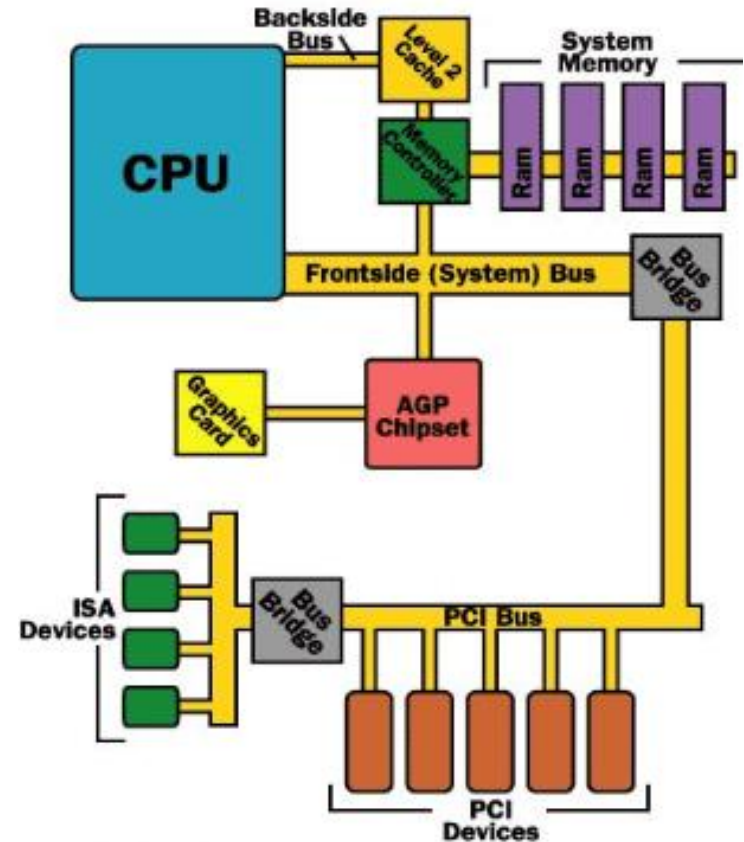 Backside
Bus
Level 2
Cache
System
Memory
CPU
Memory
Controller
Ram
Ram
Ram
Ram
Frontside (System) Bus
Bus
Bridge
Graphics
Card
AGP
Chipset
ISA
Devices
Bus
Bridge
PCI Bus
PCI
Devices